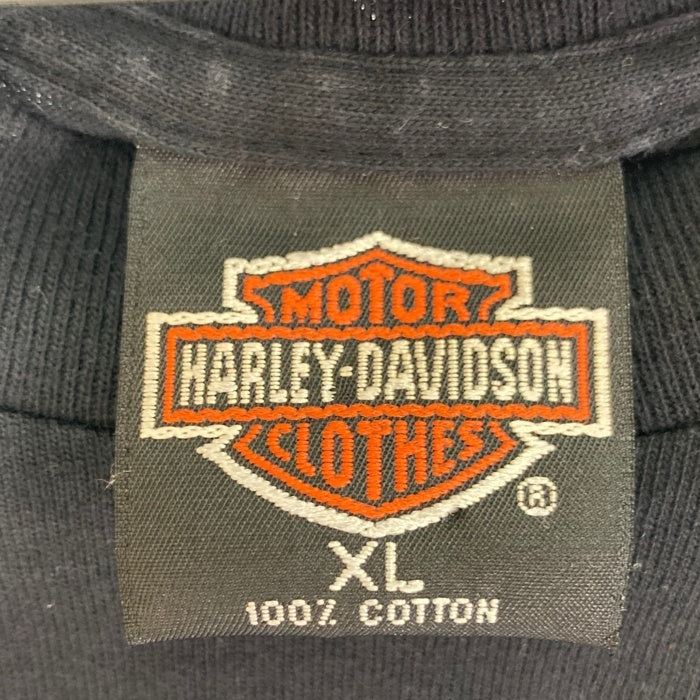 MOTOR
HARLEY-DAVIDSON
CLOTHES
®
XL
100% COTTON